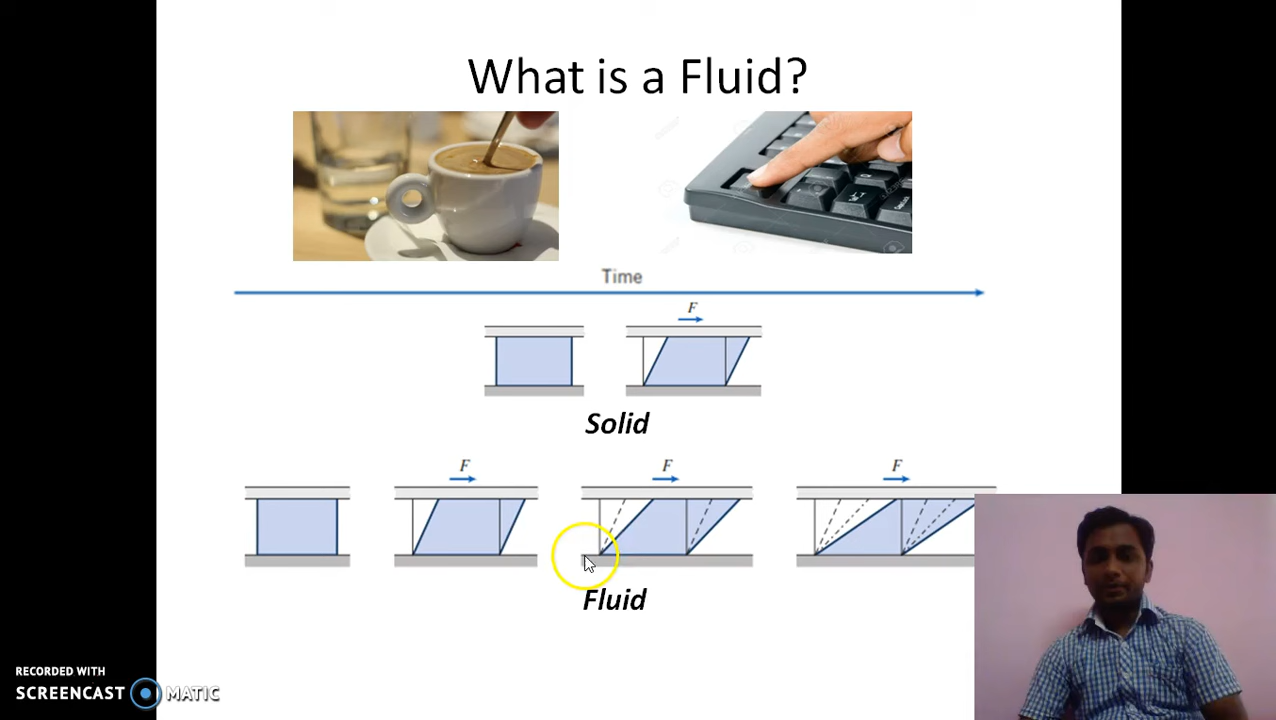 What is a Fluid?
Time
F
Solid
F
F
F
Fluid
RECORDED WITH
SCREENCAST MATIC